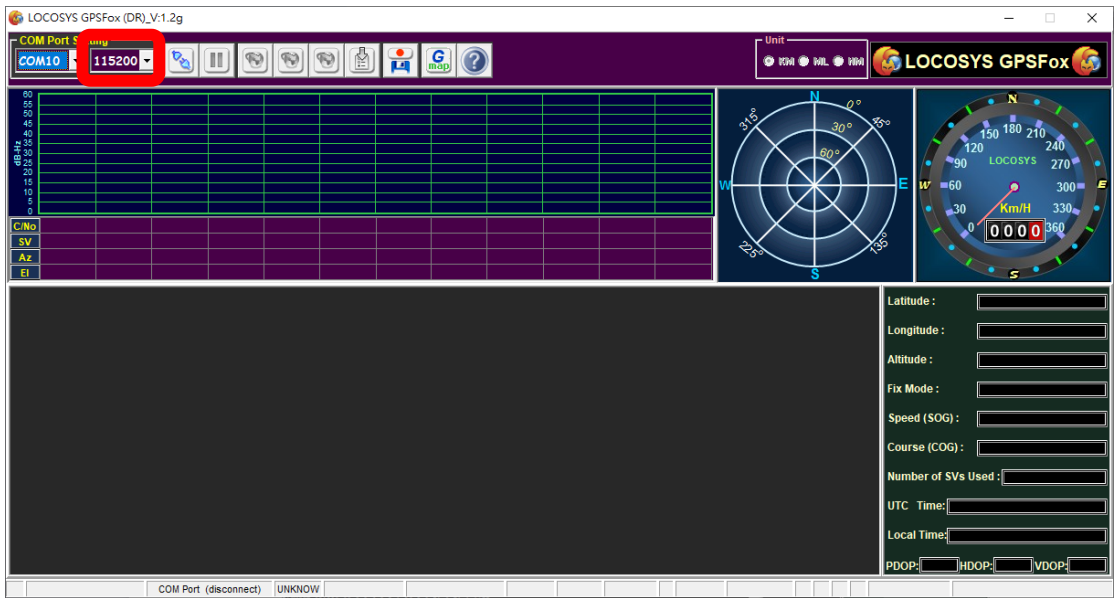 LOCOSYS GPSFox (DR)_V:1.2g
COM Port
COM10
115200
G
map
?
Unit
KM
MIL
HM
LOCOSYS GPSFox
60
55
50
45
40
35
30
25
20
15
10
5
0
dB-Hz
C/No
SV
Az
El
N
0°
45°
30°
60°
315°
W
E
225°
135°
S
N
W
E
S
0
30
60
90
120
150
180
210
240
270
300
330
360
LOCOSYS
Km/H
0000
Latitude :
Longitude :
Altitude :
Fix Mode :
Speed (SOG) :
Course (COG) :
Number of SVs Used :
UTC Time:
Local Time:
PDOP:
HDOP:
VDOP:
COM Port (disconnect)
UNKNOW